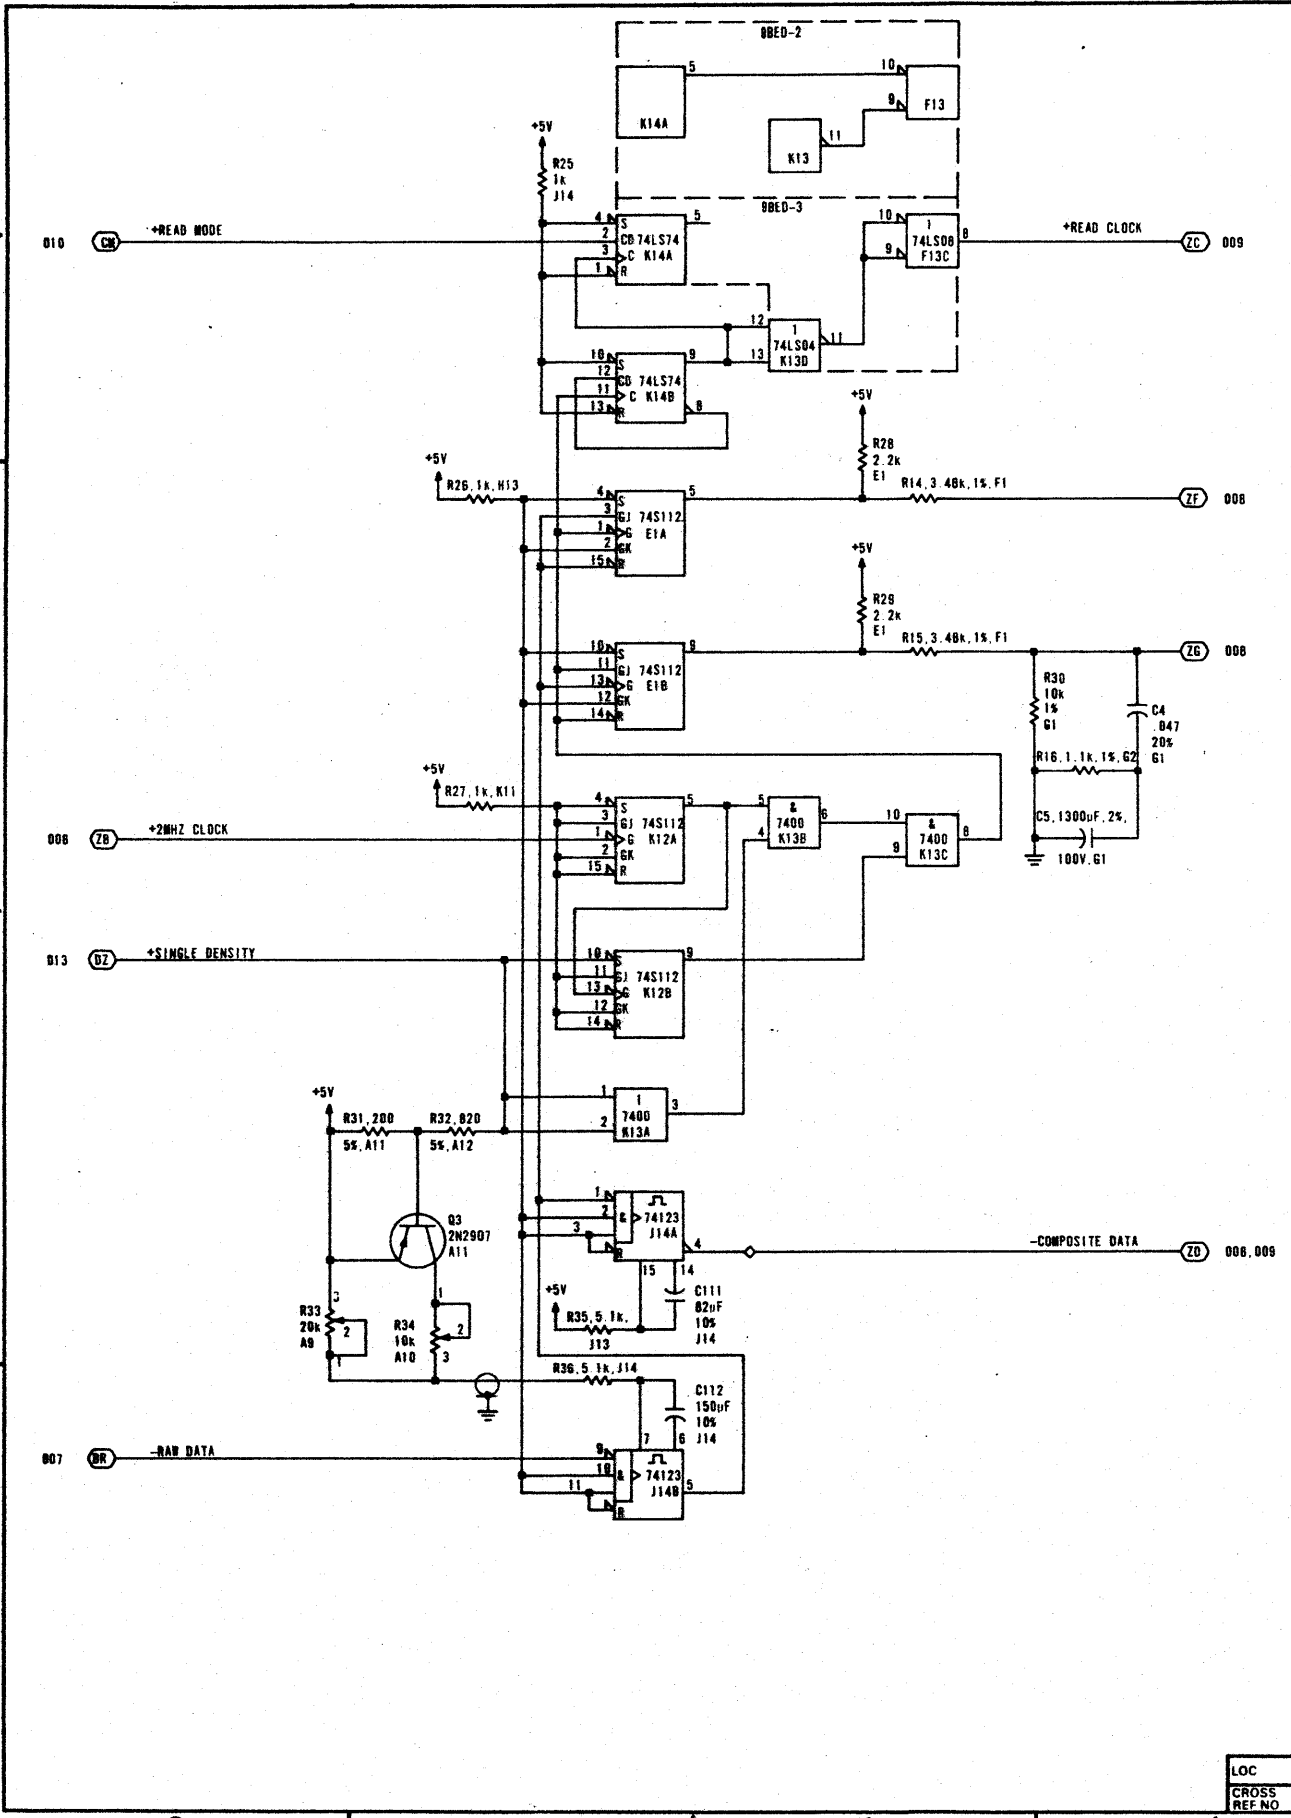 9BED-2
5
10
K14A
9
F13
K13
11
+5V
R25
1k
J14
9BED-3
010
CM
+READ MODE
4
S
5
2
CD
74LS74
3
C
K14A
1
R
10
1
8
74LS08
9
F13C
+READ CLOCK
ZC
009
12
1
11
74LS04
13
K13D
10
S
9
12
CD
74LS74
11
C
K14B
13
R
8
+5V
R26,1k,H13
4
S
5
3
GJ
74S112
1
G
E1A
2
GK
15
R
+5V
R28
2.2k
E1
R14,3.48k,1%,F1
ZF
008
10
S
9
11
GJ
74S112
13
G
E1B
12
GK
14
R
+5V
R29
2.2k
E1
R15,3.48k,1%,F1
ZG
008
R30
10k
1%
G1
C4
.047
20%
G1
R16,1.1k,1%,G2
C5,1300µF,2%,
100V,G1
+5V
R27,1k,K11
008
ZB
+2MHZ CLOCK
4
S
5
3
GJ
74S112
1
G
K12A
2
GK
15
R
5
&
6
7400
4
K13B
10
&
8
7400
9
K13C
013
DZ
+SINGLE DENSITY
10
S
9
11
GJ
74S112
13
G
K12B
12
GK
14
R
1
1
3
7400
2
K13A
+5V
R31,200
5%,A11
R32,820
5%,A12
Q3
2N2907
A11
1
2
&
74123
3
J14A
R
4
15
14
-COMPOSITE DATA
ZD
008,009
+5V
R35,5.1k,
J13
C111
82µF
10%
J14
3
R33
20k
A9
2
1
1
R34
10k
A10
2
3
R36,5.1k,J14
C112
150µF
10%
J14
7
6
007
BR
-RAW DATA
9
10
&
74123
11
J14B
R
5
LOC
CROSS
REF NO